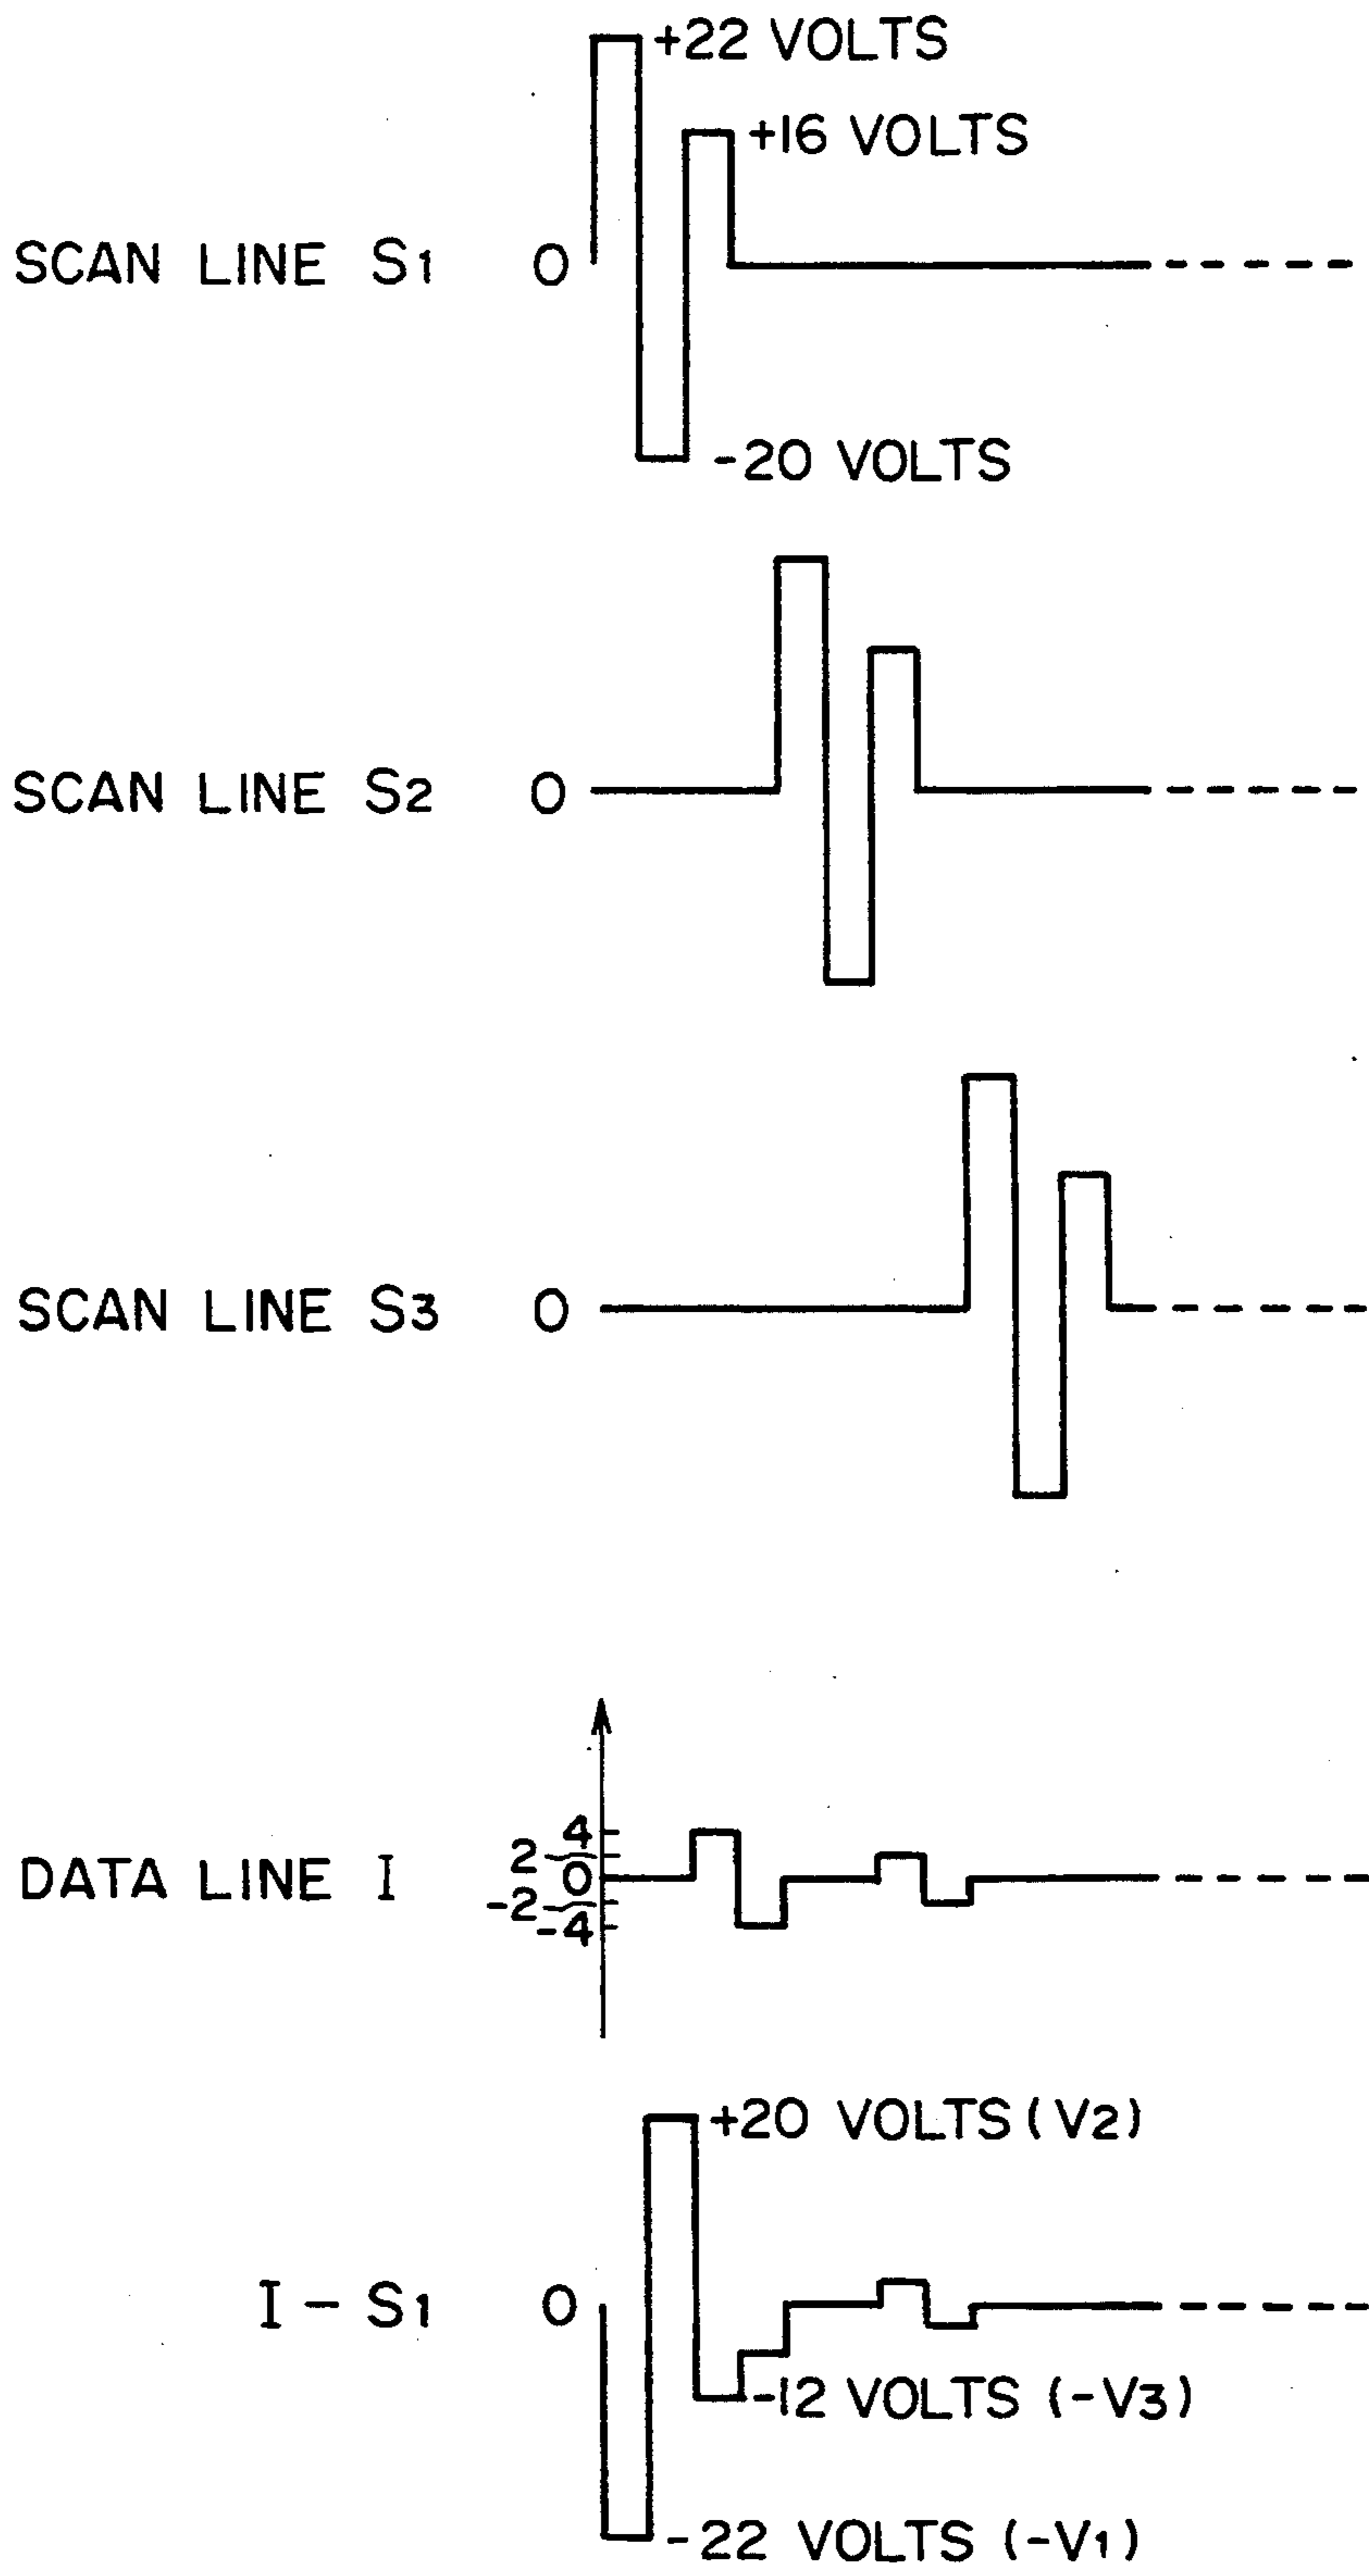 +22 VOLTS
+16 VOLTS
SCAN LINE S1 0
-20 VOLTS
SCAN LINE S2 0
SCAN LINE S3 0
4
2
DATA LINE I 0
-2
-4
+20 VOLTS (V2)
I - S1 0
-12 VOLTS (-V3)
-22 VOLTS (-V1)